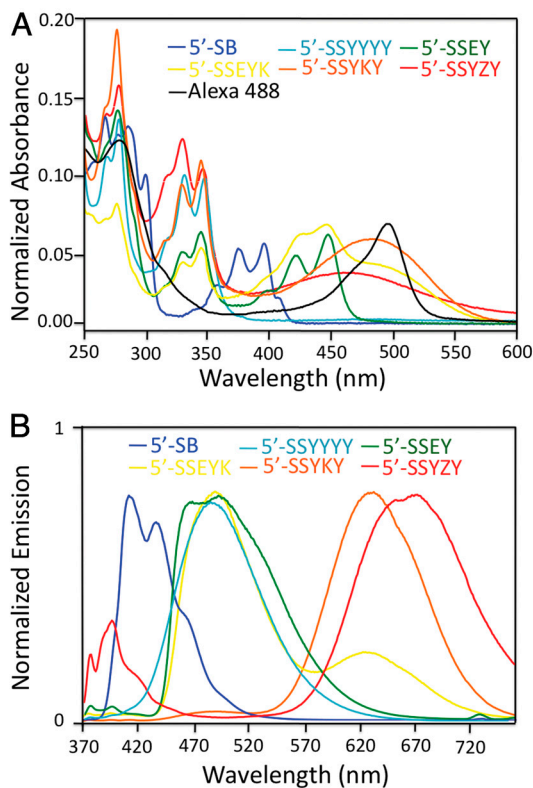 A
Normalized Absorbance
0.20
0.15
0.10
0.05
0.00
5′-SB 5′-SSYYYY 5′-SSEY
5′-SSEYK 5′-SSYKY 5′-SSYZY
Alexa 488
250 300 350 400 450 500 550 600
Wavelength (nm)
B
Normalized Emission
1
0
5′-SB 5′-SSYYYY 5′-SSEY
5′-SSEYK 5′-SSYKY 5′-SSYZY
370 420 470 520 570 620 670 720
Wavelength (nm)